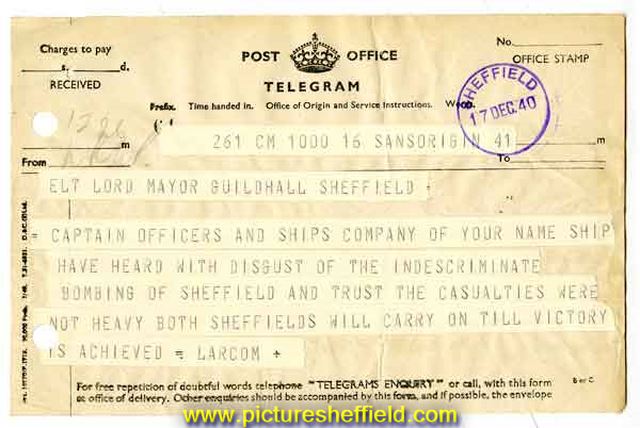 Charges to pay
s. d.
RECEIVED
POST OFFICE
TELEGRAM
No.
OFFICE STAMP
SHEFFIELD
17 DEC. 40
Prefix. Time handed in. Office of Origin and Service Instructions.
m
261 CM 1000 16 SANSORIGIN 41
m
From
To
ELT LORD MAYOR GUILDHALL SHEFFIELD =
= CAPTAIN OFFICERS AND SHIPS COMPANY OF YOUR NAME SHIP
HAVE HEARD WITH DISGUST OF THE INDESCRIMINATE
BOMBING OF SHEFFIELD AND TRUST THE CASUALTIES WERE
NOT HEAVY BOTH SHEFFIELDS WILL CARRY ON TILL VICTORY
IS ACHIEVED = LARCOM +
For free repetition of doubtful words telephone "TELEGRAMS ENQUIRY" or call, with this form
at office of delivery. Other enquiries should be accompanied by this form, and if possible, the envelope
B or C
www.picturesheffield.com